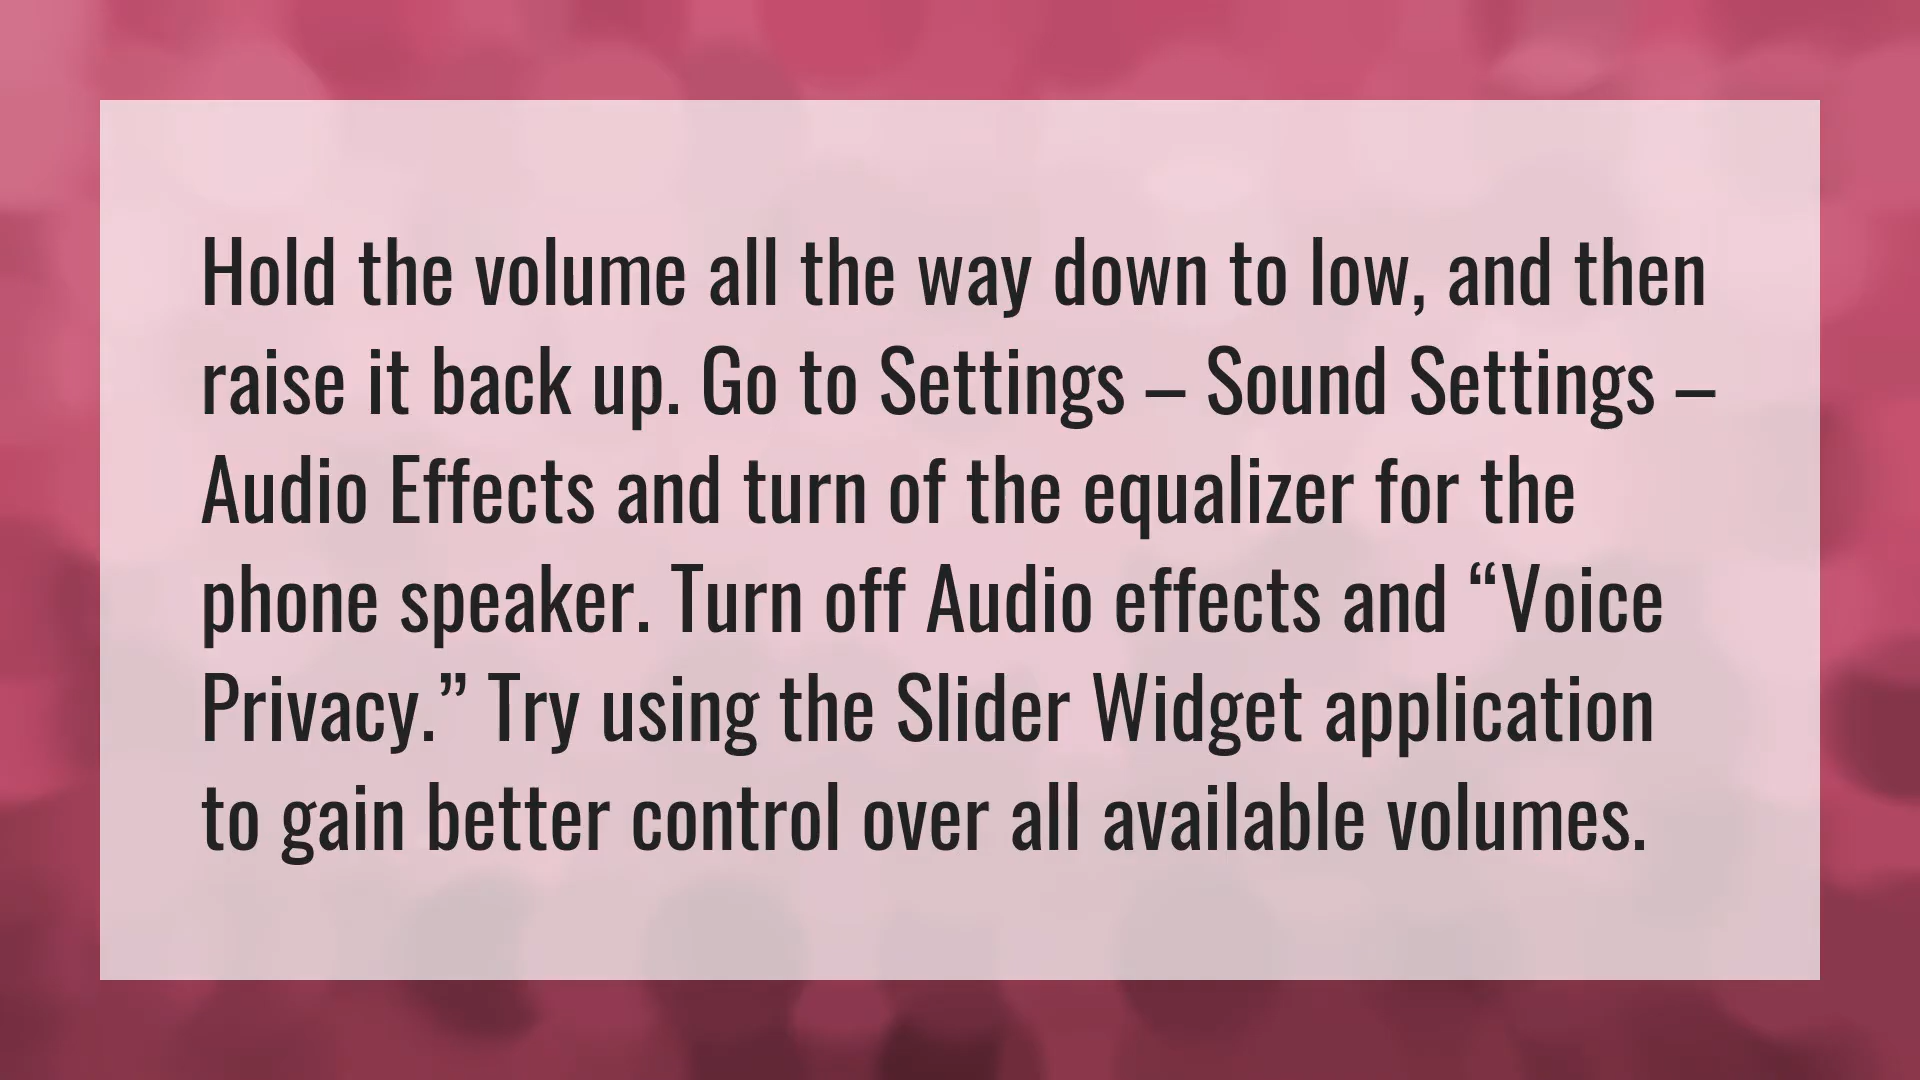 Hold the volume all the way down to low, and then
raise it back up. Go to Settings – Sound Settings –
Audio Effects and turn of the equalizer for the
phone speaker. Turn off Audio effects and “Voice
Privacy.” Try using the Slider Widget application
to gain better control over all available volumes.